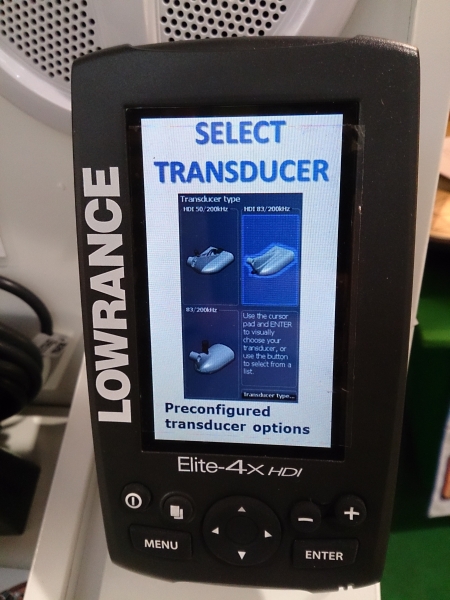 LOWRANCE
SELECT
TRANSDUCER
Transducer type
HDI 50/200kHz
HDI 83/200kHz
83/200kHz
Use the cursor
pad and ENTER
to visually
choose your
transducer, or
use the button
to select from a
list.
Transducer type...
Preconfigured
transducer options
Elite-4x HDI
MENU
ENTER